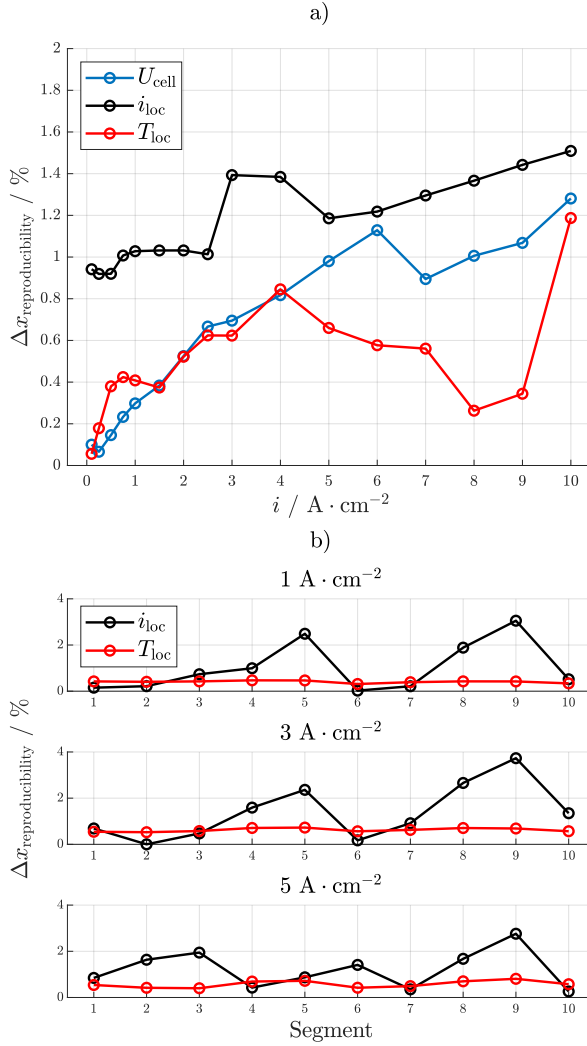 a)
2
1.8
1.6
1.4
1.2
1
0.8
0.6
0.4
0.2
0
Δx_reproducibility / %
U_cell
i_loc
T_loc
0 1 2 3 4 5 6 7 8 9 10
i / A · cm⁻²
b)
1 A · cm⁻²
Δx_reproducibility / %
4
2
0
i_loc
T_loc
1 2 3 4 5 6 7 8 9 10
3 A · cm⁻²
4
2
0
1 2 3 4 5 6 7 8 9 10
5 A · cm⁻²
4
2
0
1 2 3 4 5 6 7 8 9 10
Segment